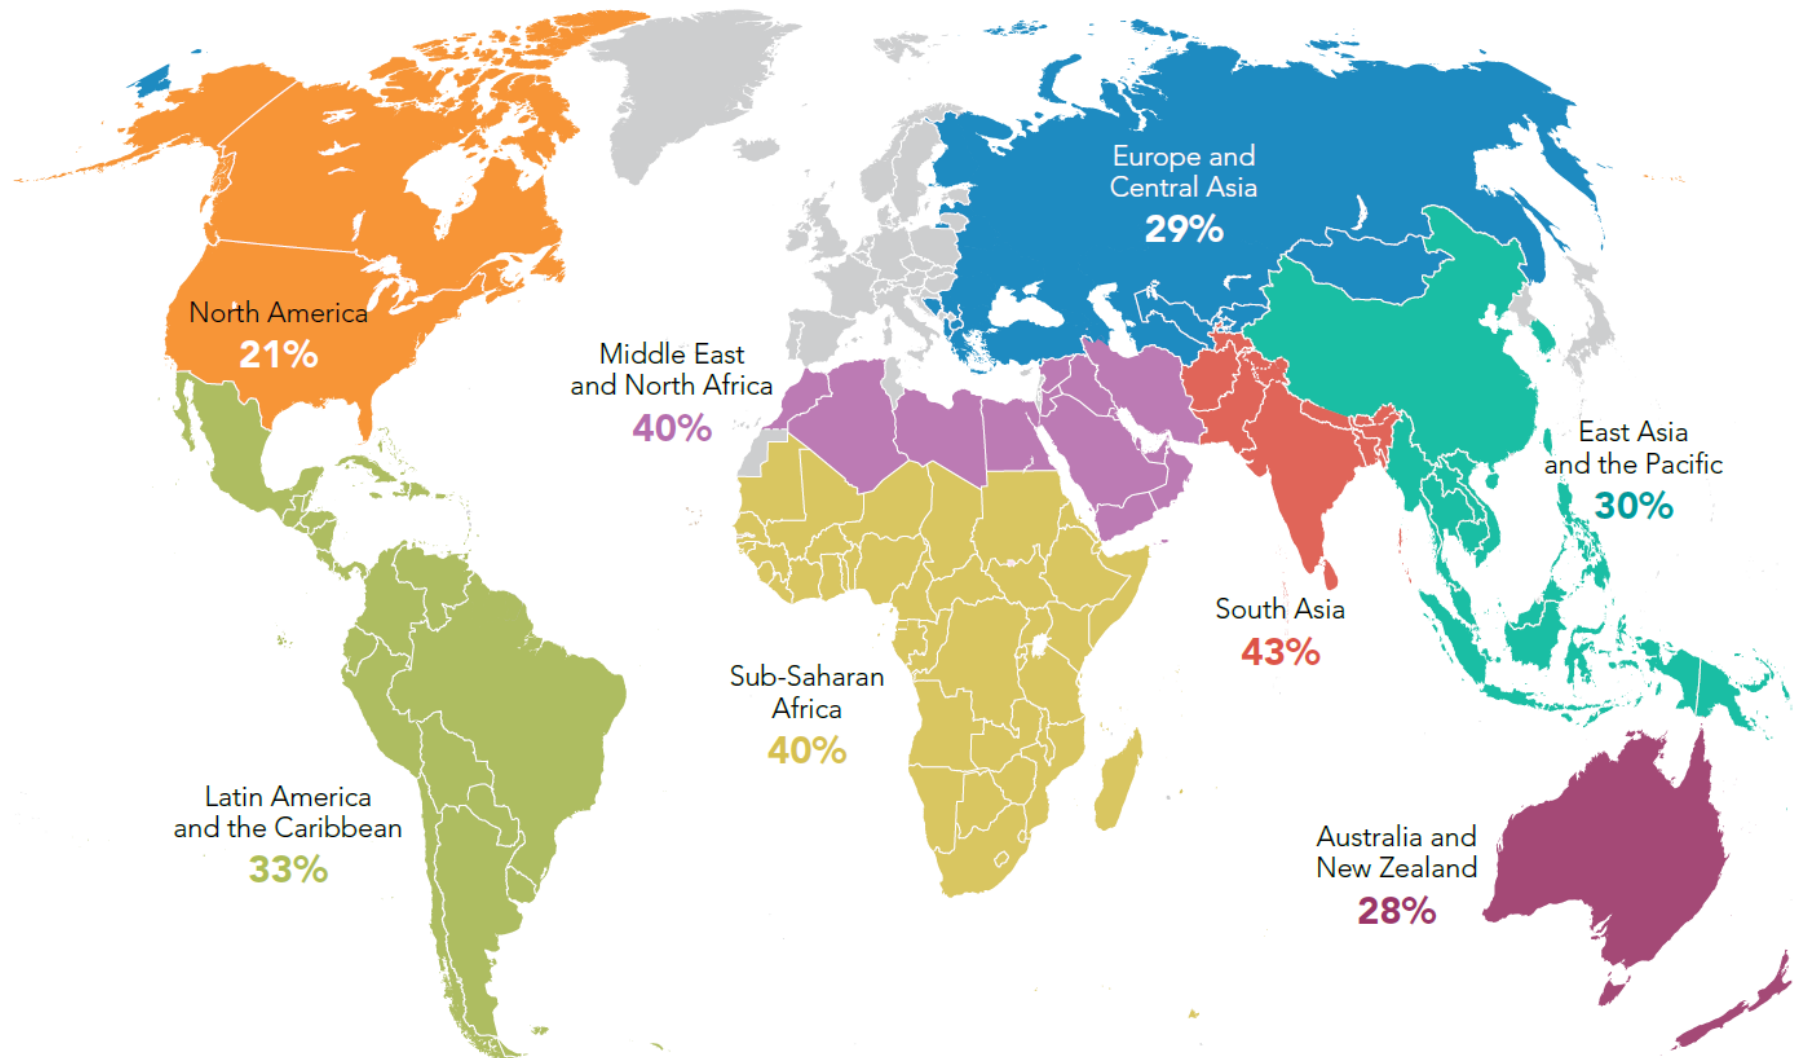 Europe and
Central Asia
29%
North America
21%
Middle East
and North Africa
40%
East Asia
and the Pacific
30%
South Asia
43%
Sub-Saharan
Africa
40%
Latin America
and the Caribbean
33%
Australia and
New Zealand
28%